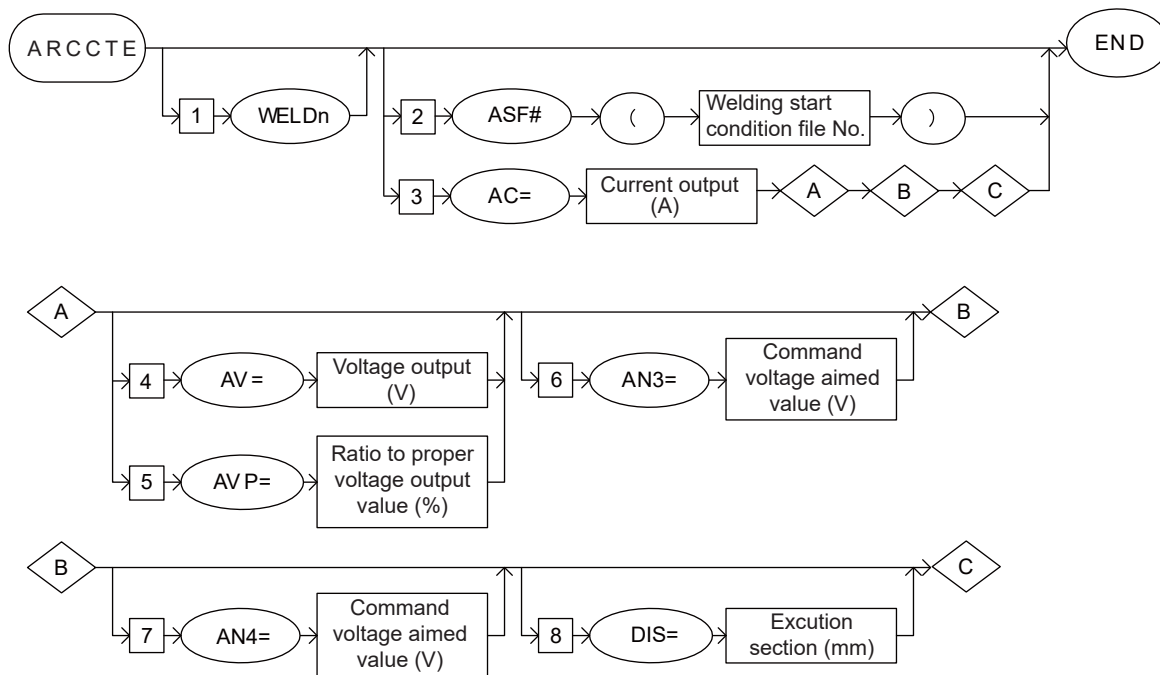 ARCCTE
END
1
WELDn
2
ASF#
(
Welding start
condition file No.
)
3
AC=
Current output
(A)
A
B
C
A
B
4
AV=
Voltage output
(V)
6
AN3=
Command
voltage aimed
value (V)
5
AVP=
Ratio to proper
voltage output
value (%)
B
C
7
AN4=
Command
voltage aimed
value (V)
8
DIS=
Excution
section (mm)